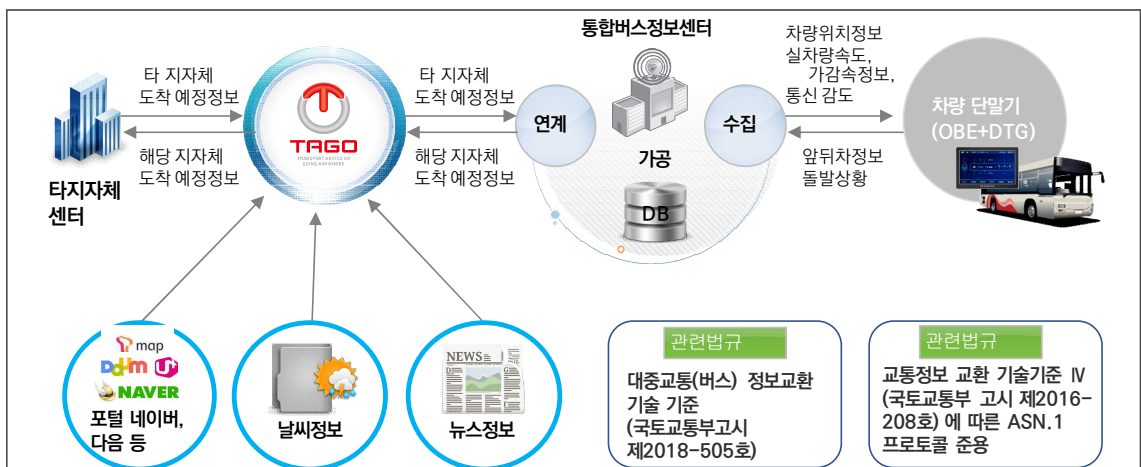 통합버스정보센터
타 지자체
도착 예정정보
해당 지자체
도착 예정정보
타지자체
센터
TAGO
TRANSPORT ADVICE ON
GOING ANYWHERE
타 지자체
도착 예정정보
해당 지자체
도착 예정정보
연계
가공
DB
수집
차량위치정보
실차량속도,
가감속정보,
통신 감도
앞뒤차정보
돌발상황
차량 단말기
(OBE+DTG)
T map
Daum U+
NAVER
포털 네이버,
다음 등
날씨정보
NEWS
뉴스정보
관련법규
대중교통(버스) 정보교환
기술 기준
(국토교통부고시
제2018-505호)
관련법규
교통정보 교환 기술기준 Ⅳ
(국토교통부 고시 제2016-
208호) 에 따른 ASN.1
프로토콜 준용